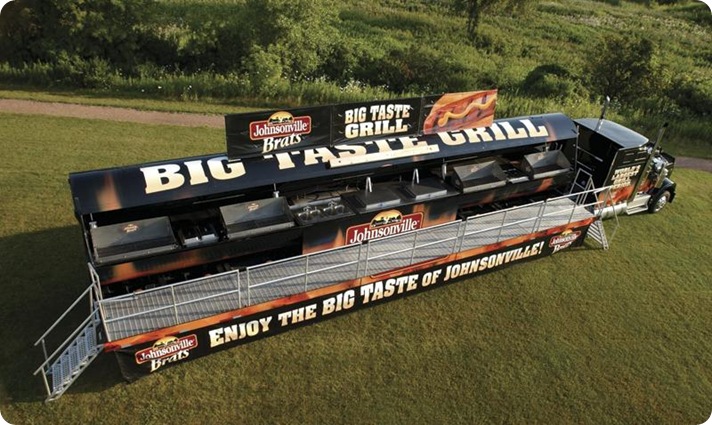 Johnsonville
Brats
BIG TASTE
GRILL
BIG TASTE GRILL
Johnsonville
ENJOY THE BIG TASTE OF JOHNSONVILLE!
Johnsonville
Brats
Johnsonville
Brats